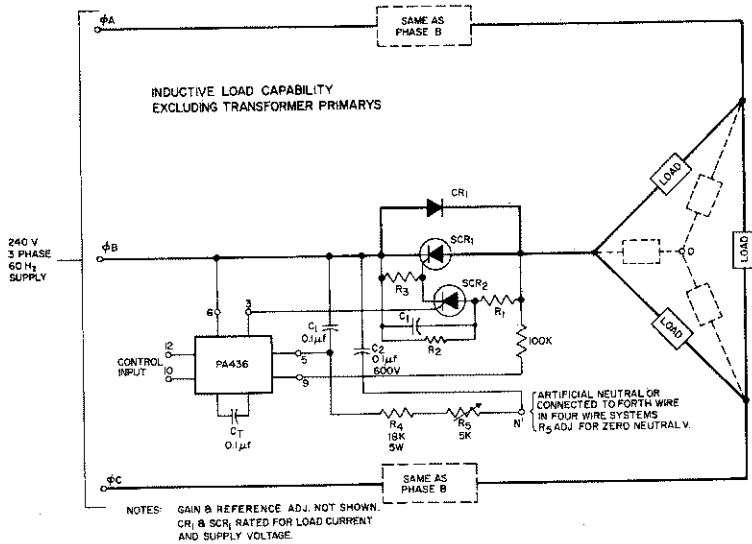 φA
SAME AS
PHASE B
INDUCTIVE LOAD CAPABILITY
EXCLUDING TRANSFORMER PRIMARYS
LOAD
CR1
240 V
3 PHASE
60 Hz
SUPPLY
φB
SCR1
O
LOAD
R3
SCR2
6
3
C1
0.1µf
C1
R1
R2
LOAD
12
CONTROL
INPUT
10
PA436
5
9
C2
0.1µf
600V
100K
CT
0.1µf
R4
18K
5W
R5
5K
N'
ARTIFICIAL NEUTRAL OR
CONNECTED TO FORTH WIRE
IN FOUR WIRE SYSTEMS
R5 ADJ. FOR ZERO NEUTRAL V.
φC
SAME AS
PHASE B
NOTES: GAIN & REFERENCE ADJ. NOT SHOWN.
CR1 & SCR1 RATED FOR LOAD CURRENT
AND SUPPLY VOLTAGE.